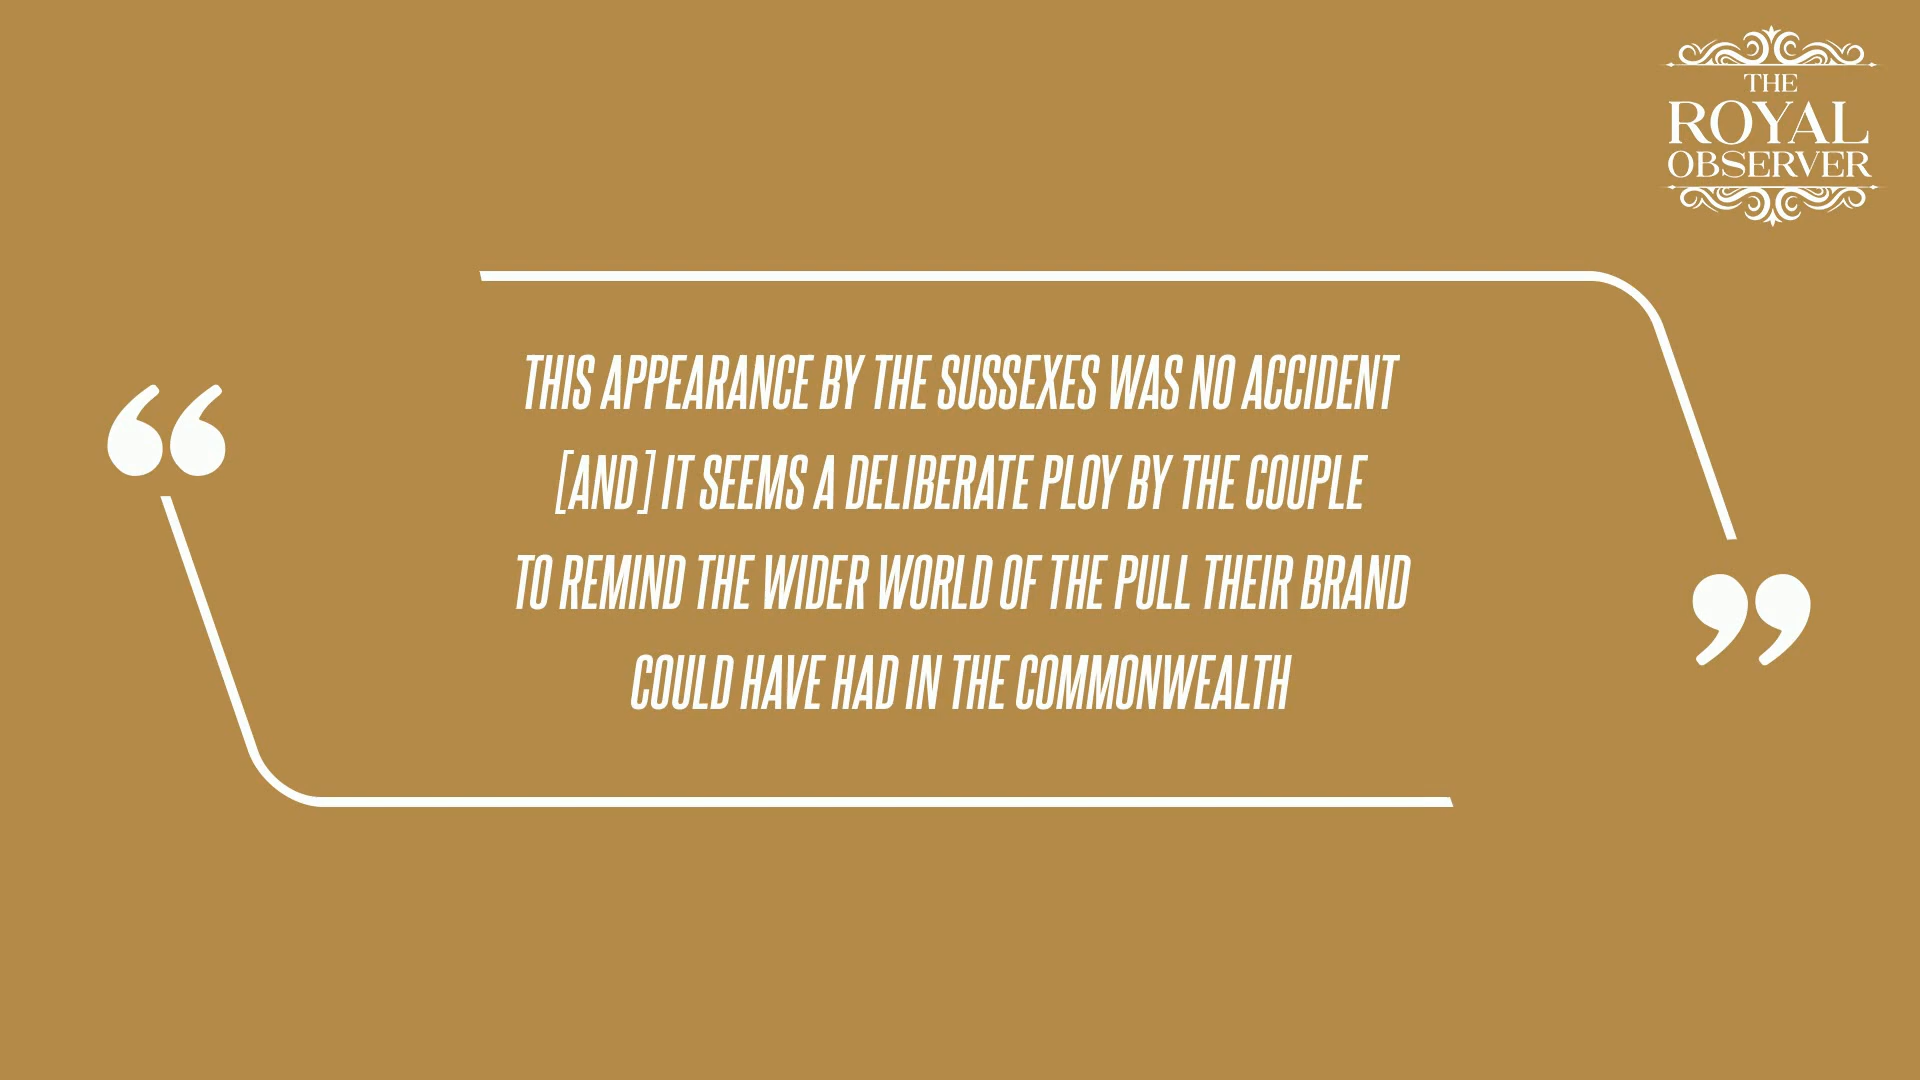 THE
ROYAL
OBSERVER
“
THIS APPEARANCE BY THE SUSSEXES WAS NO ACCIDENT
[AND] IT SEEMS A DELIBERATE PLOY BY THE COUPLE
TO REMIND THE WIDER WORLD OF THE PULL THEIR BRAND
COULD HAVE HAD IN THE COMMONWEALTH
”